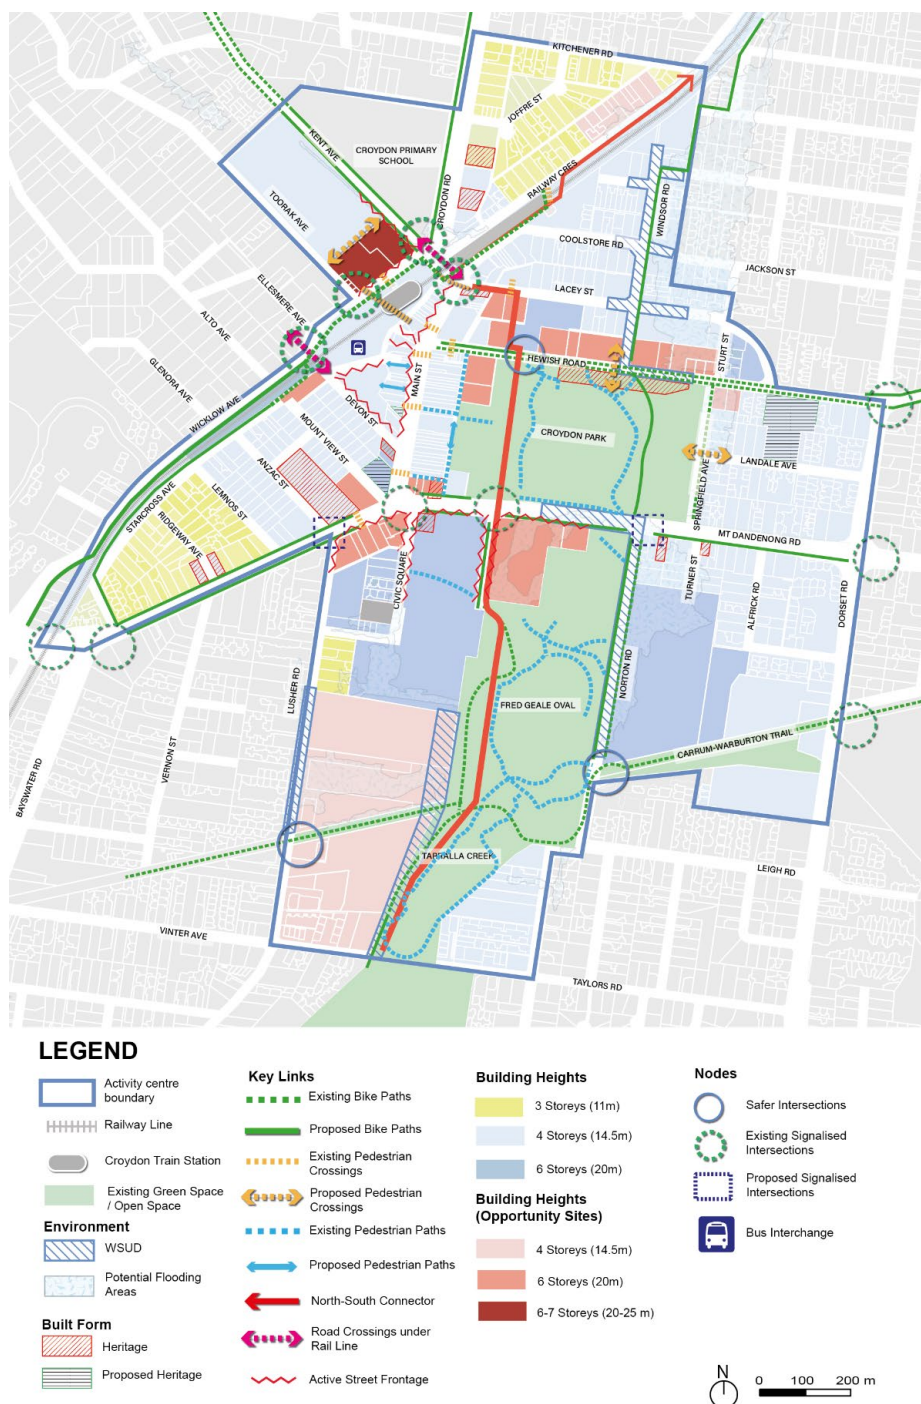 KITCHENER RD
JOFFRE ST
KENT AVE
CROYDON PRIMARY
SCHOOL
CROYDON RD
RAILWAY CRES
WINDSOR RD
TOORAK AVE
COOLSTORE RD
JACKSON ST
ELLESMERE AVE
LACEY ST
ALTO AVE
STURT ST
HEWISH ROAD
GLENORA AVE
MAIN ST
WICKLOW AVE
DEVON ST
CROYDON PARK
MOUNT VIEW ST
LANDALE AVE
ANZAC ST
SPRINGFIELD AVE
STARCROSS AVE
LEMNOS ST
RIDGEWAY AVE
MT DANDENONG RD
CIVIC SQUARE
TURNER ST
ALFRICK RD
DORSET RD
LUSHER RD
NORTON RD
FRED GEALE OVAL
CARRUM-WARBURTON TRAIL
VERNON ST
BAYSWATER RD
TARRALLA CREEK
LEIGH RD
VINTER AVE
TAYLORS RD
LEGEND
Activity centre
boundary
Railway Line
Croydon Train Station
Existing Green Space
/ Open Space
Environment
WSUD
Potential Flooding
Areas
Built Form
Heritage
Proposed Heritage
Key Links
Existing Bike Paths
Proposed Bike Paths
Existing Pedestrian
Crossings
Proposed Pedestrian
Crossings
Existing Pedestrian Paths
Proposed Pedestrian Paths
North-South Connector
Road Crossings under
Rail Line
Active Street Frontage
Building Heights
3 Storeys (11m)
4 Storeys (14.5m)
6 Storeys (20m)
Building Heights
(Opportunity Sites)
4 Storeys (14.5m)
6 Storeys (20m)
6-7 Storeys (20-25 m)
Nodes
Safer Intersections
Existing Signalised
Intersections
Proposed Signalised
Intersections
Bus Interchange
N
0 100 200 m